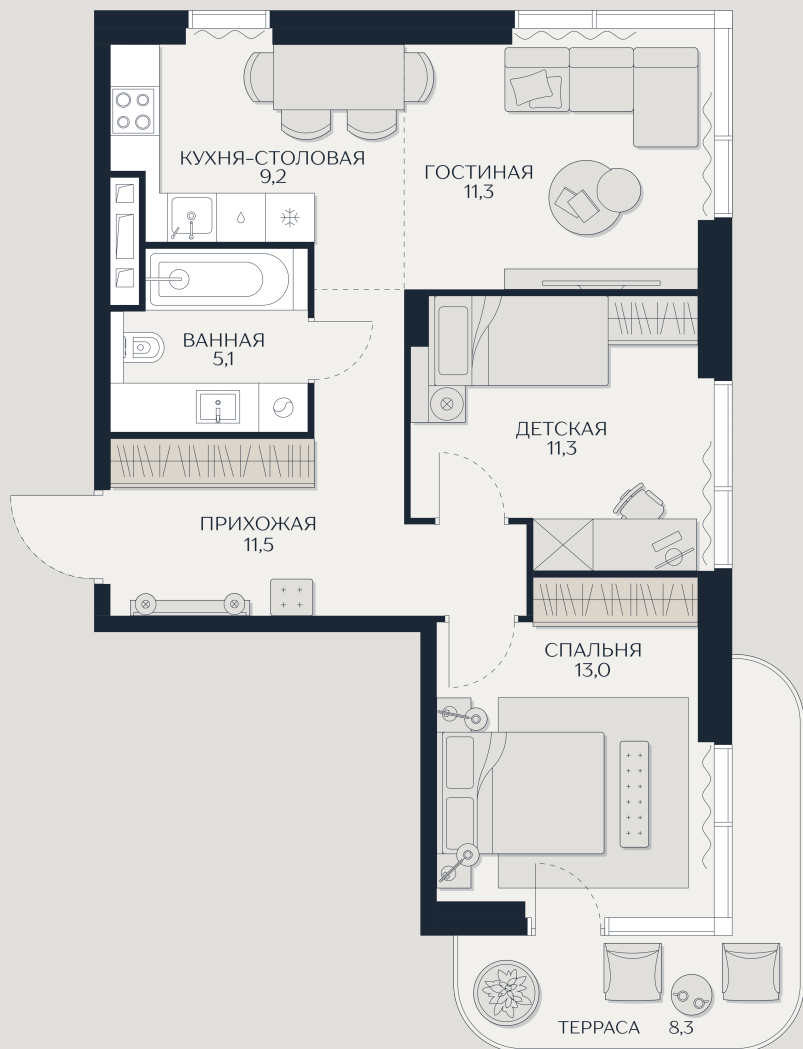 КУХНЯ-СТОЛОВАЯ
9,2
ГОСТИНАЯ
11,3
ВАННАЯ
5,1
ДЕТСКАЯ
11,3
ПРИХОЖАЯ
11,5
СПАЛЬНЯ
13,0
ТЕРРАСА 8,3